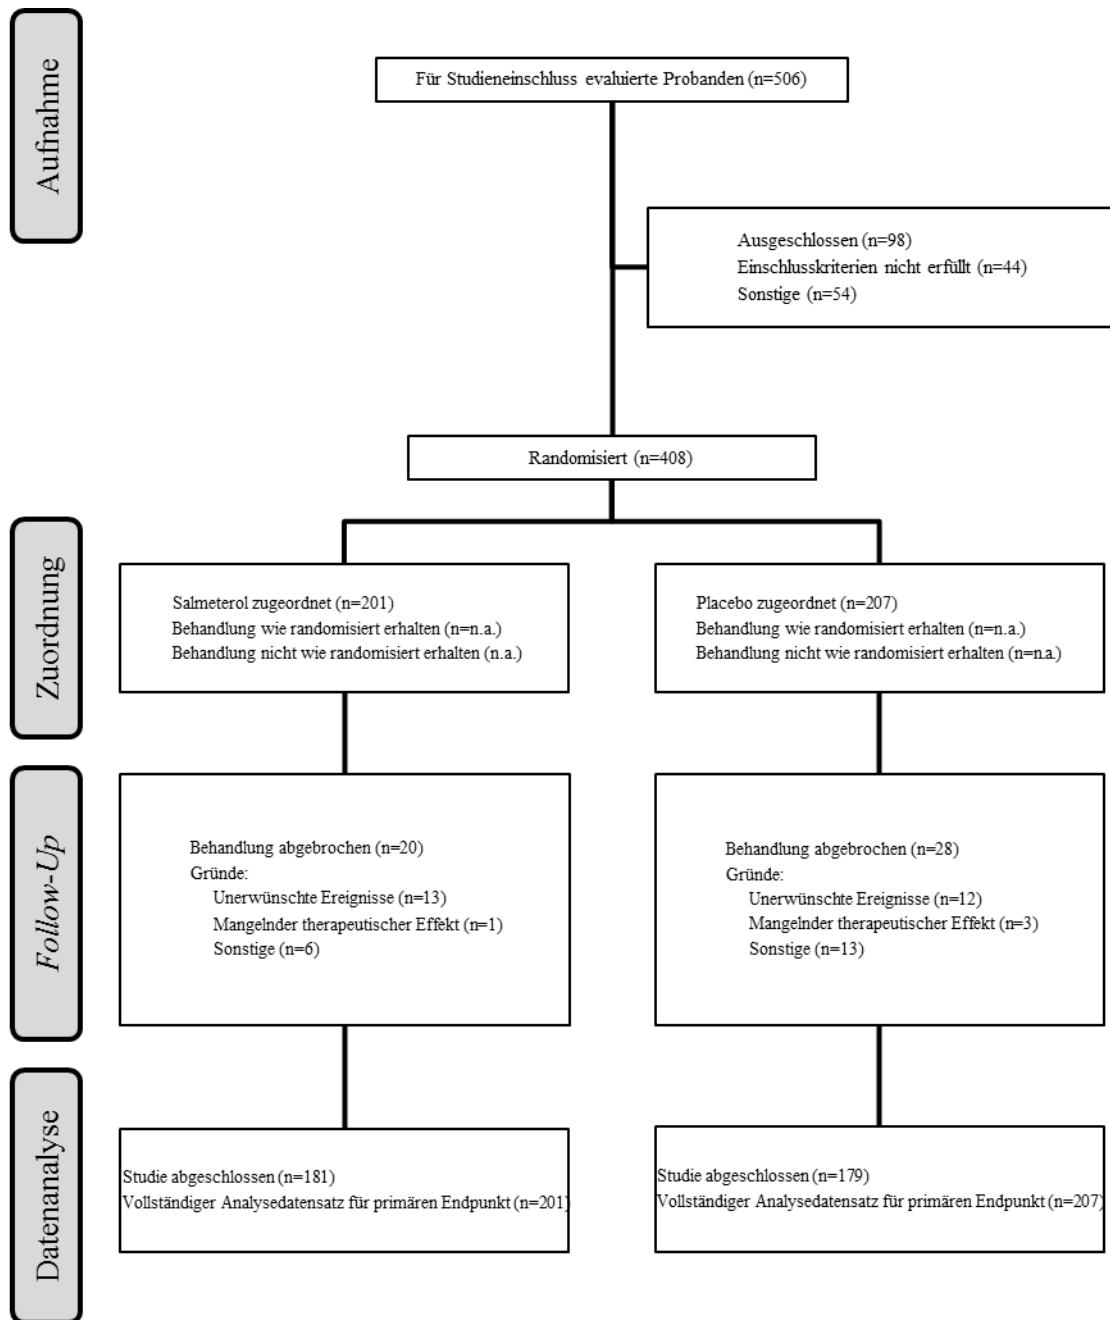 Aufnahme
Für Studieneinschluss evaluierte Probanden (n=506)
Ausgeschlossen (n=98)
Einschlusskriterien nicht erfüllt (n=44)
Sonstige (n=54)
Randomisiert (n=408)
Zuordnung
Salmeterol zugeordnet (n=201)
Behandlung wie randomisiert erhalten (n=n.a.)
Behandlung nicht wie randomisiert erhalten (n.a.)
Placebo zugeordnet (n=207)
Behandlung wie randomisiert erhalten (n=n.a.)
Behandlung nicht wie randomisiert erhalten (n=n.a.)
Follow-Up
Behandlung abgebrochen (n=20)
Gründe:
Unerwünschte Ereignisse (n=13)
Mangelnder therapeutischer Effekt (n=1)
Sonstige (n=6)
Behandlung abgebrochen (n=28)
Gründe:
Unerwünschte Ereignisse (n=12)
Mangelnder therapeutischer Effekt (n=3)
Sonstige (n=13)
Datenanalyse
Studie abgeschlossen (n=181)
Vollständiger Analysedatensatz für primären Endpunkt (n=201)
Studie abgeschlossen (n=179)
Vollständiger Analysedatensatz für primären Endpunkt (n=207)